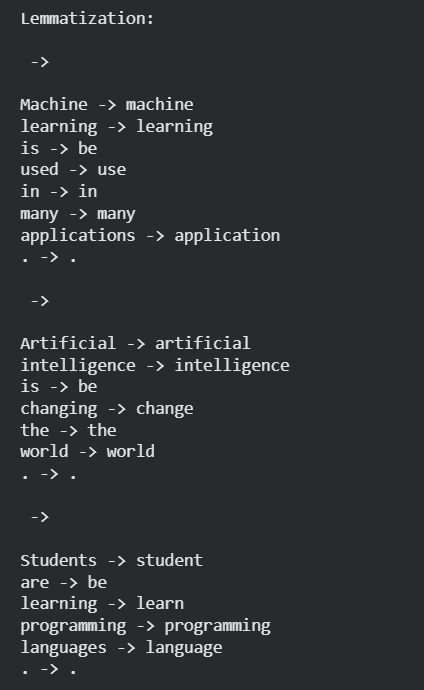 Lemmatization:
->
Machine -> machine
learning -> learning
is -> be
used -> use
in -> in
many -> many
applications -> application
. -> .
->
Artificial -> artificial
intelligence -> intelligence
is -> be
changing -> change
the -> the
world -> world
. -> .
->
Students -> student
are -> be
learning -> learn
programming -> programming
languages -> language
. -> .